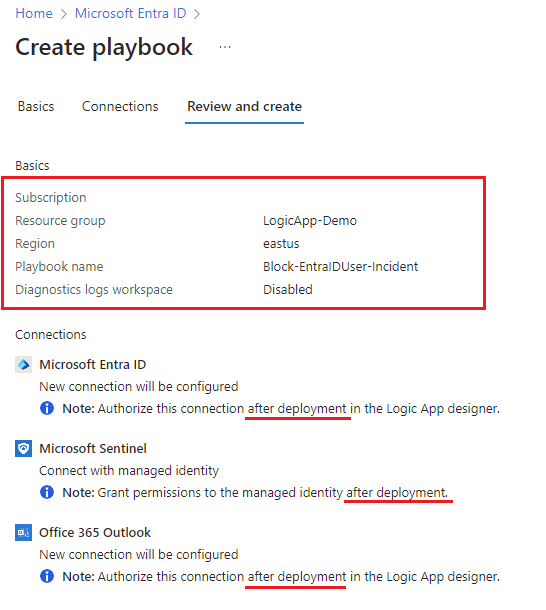 Home > Microsoft Entra ID >
Create playbook ...
Basics Connections Review and create
Basics
Subscription
Resource group LogicApp-Demo
Region eastus
Playbook name Block-EntraIDUser-Incident
Diagnostics logs workspace Disabled
Connections
Microsoft Entra ID
New connection will be configured
Note: Authorize this connection after deployment in the Logic App designer.
Microsoft Sentinel
Connect with managed identity
Note: Grant permissions to the managed identity after deployment.
Office 365 Outlook
New connection will be configured
Note: Authorize this connection after deployment in the Logic App designer.